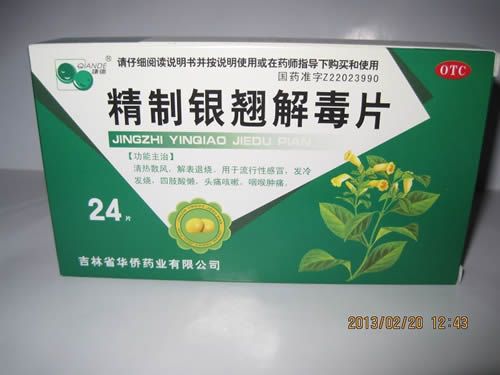 QIANDE®
乾德
请仔细阅读说明书并按说明使用或在药师指导下购买和使用
国药准字Z22023990
OTC
精制银翘解毒片
JINGZHI YINQIAO JIEDU PIAN
【功能主治】
清热散风，解表退烧。用于流行性感冒，发冷
发烧，四肢酸懒，头痛咳嗽，咽喉肿痛。
24片
吉林省华侨药业有限公司
2013/02/20 12:43